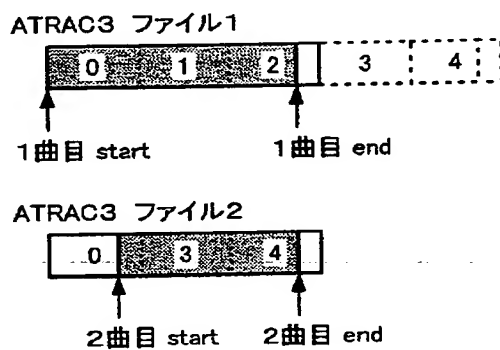 ATRAC3 ファイル1
0 1 2 3 4
1曲目 start 1曲目 end
ATRAC3 ファイル2
0 3 4
2曲目 start 2曲目 end